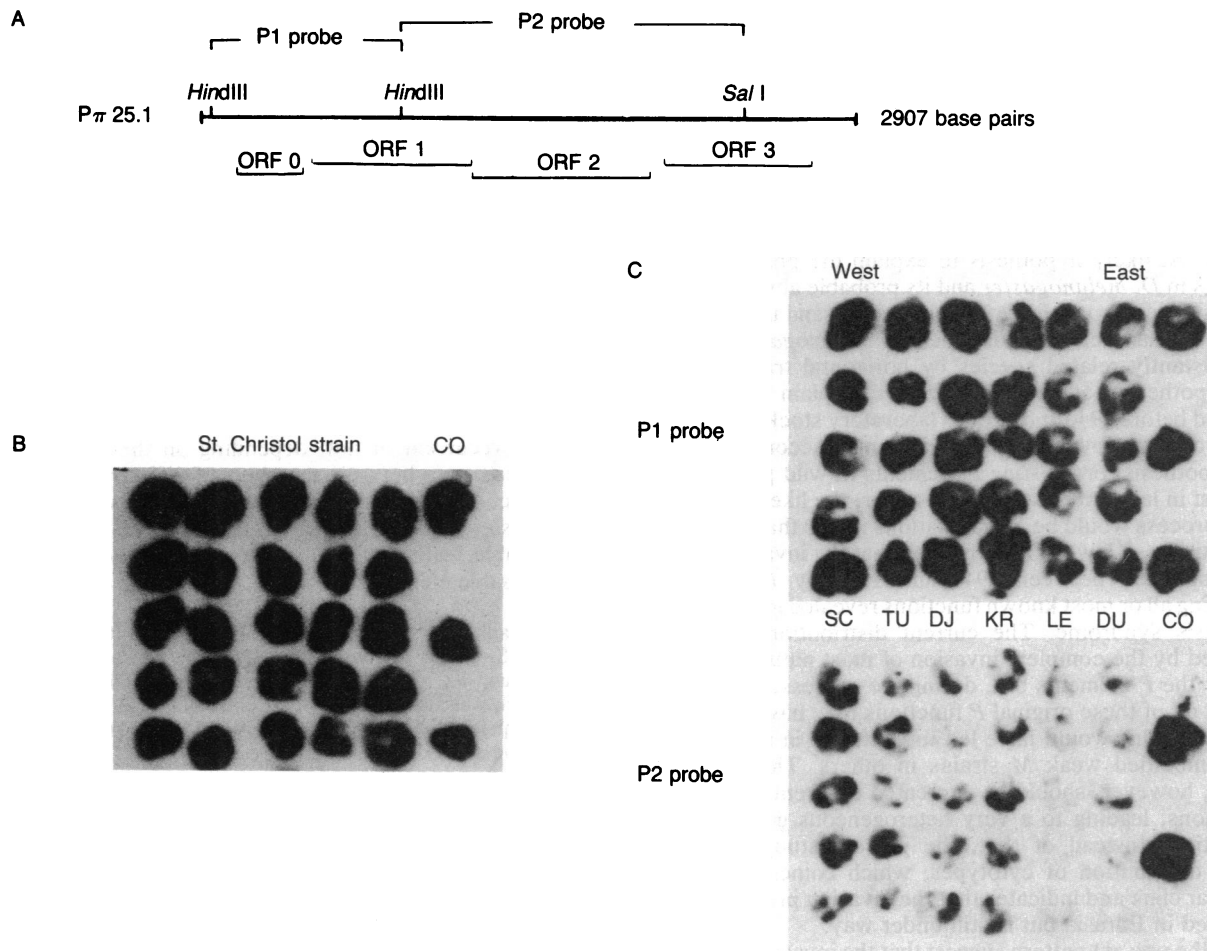 A
P1 probe
P2 probe
HindIII
HindIII
Sal I
Pπ 25.1
2907 base pairs
ORF 0
ORF 1
ORF 2
ORF 3
B
St. Christol strain
CO
C
West
East
P1 probe
SC TU DJ KR LE DU CO
P2 probe